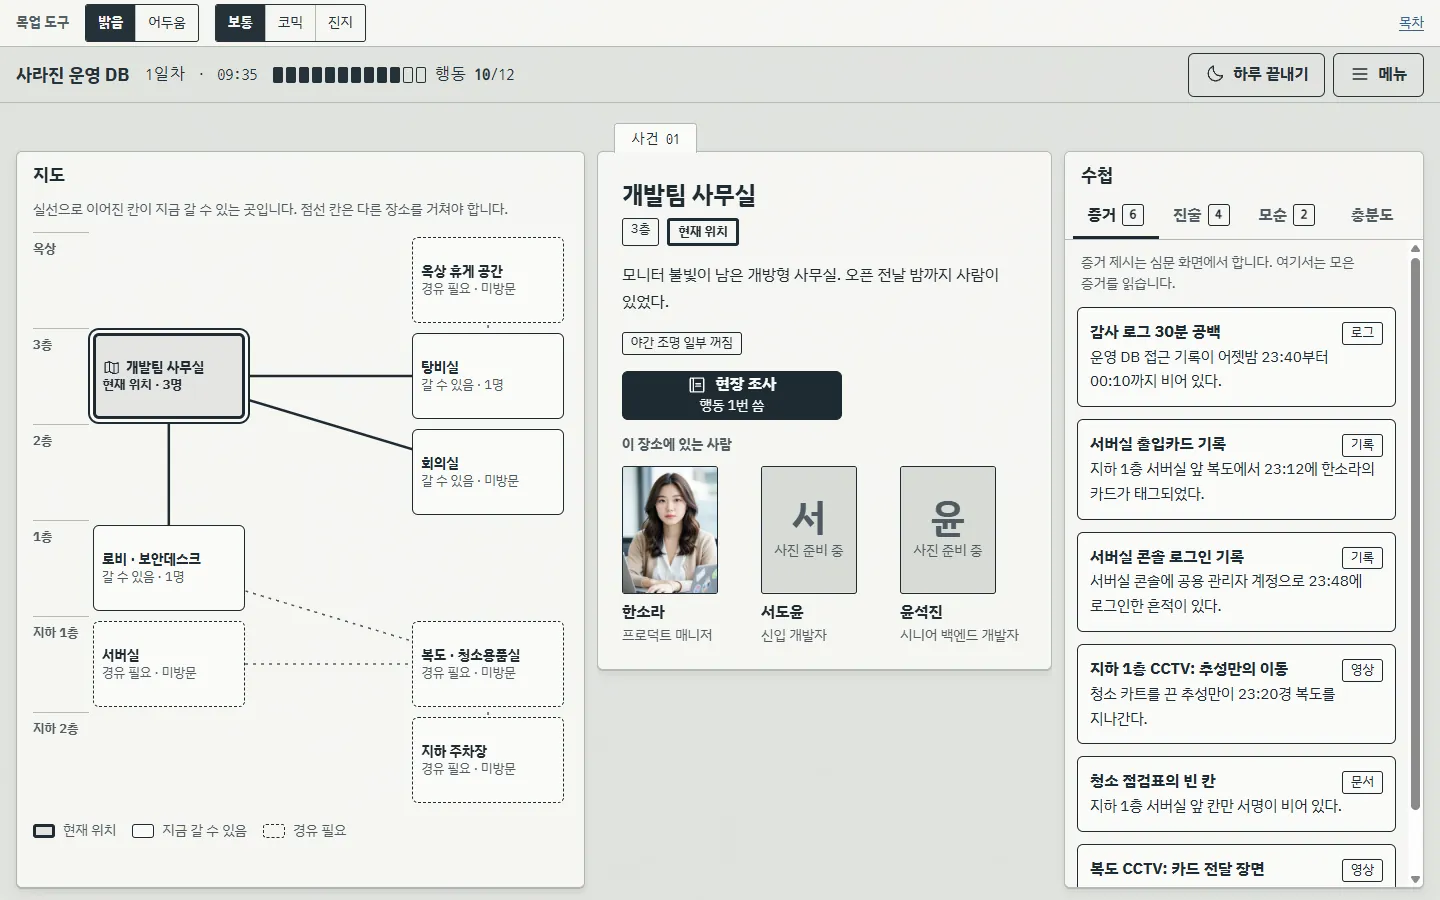 목업 도구
밝음
어두움
보통
코믹
진지
목차
사라진 운영 DB
1일차 · 09:35
행동 10/12
하루 끝내기
메뉴
지도
실선으로 이어진 칸이 지금 갈 수 있는 곳입니다. 점선 칸은 다른 장소를 거쳐야 합니다.
옥상
옥상 휴게 공간
경유 필요 · 미방문
3층
개발팀 사무실
현재 위치 · 3명
탕비실
갈 수 있음 · 1명
2층
회의실
갈 수 있음 · 미방문
1층
로비 · 보안데스크
갈 수 있음 · 1명
지하 1층
서버실
경유 필요 · 미방문
복도 · 청소용품실
경유 필요 · 미방문
지하 2층
지하 주차장
경유 필요 · 미방문
현재 위치
지금 갈 수 있음
경유 필요
사건 01
개발팀 사무실
3층
현재 위치
모니터 불빛이 남은 개방형 사무실. 오픈 전날 밤까지 사람이
있었다.
야간 조명 일부 꺼짐
현장 조사
행동 1번 씀
이 장소에 있는 사람
서
사진 준비 중
윤
사진 준비 중
한소라
프로덕트 매니저
서도윤
신입 개발자
윤석진
시니어 백엔드 개발자
수첩
증거 6
진술 4
모순 2
충분도
증거 제시는 심문 화면에서 합니다. 여기서는 모은
증거를 읽습니다.
감사 로그 30분 공백
로그
운영 DB 접근 기록이 어젯밤 23:40부터
00:10까지 비어 있다.
서버실 출입카드 기록
기록
지하 1층 서버실 앞 복도에서 23:12에 한소라의
카드가 태그되었다.
서버실 콘솔 로그인 기록
기록
서버실 콘솔에 공용 관리자 계정으로 23:48에
로그인한 흔적이 있다.
지하 1층 CCTV: 추성만의 이동
영상
청소 카트를 끈 추성만이 23:20경 복도를
지나간다.
청소 점검표의 빈 칸
문서
지하 1층 서버실 앞 칸만 서명이 비어 있다.
복도 CCTV: 카드 전달 장면
영상